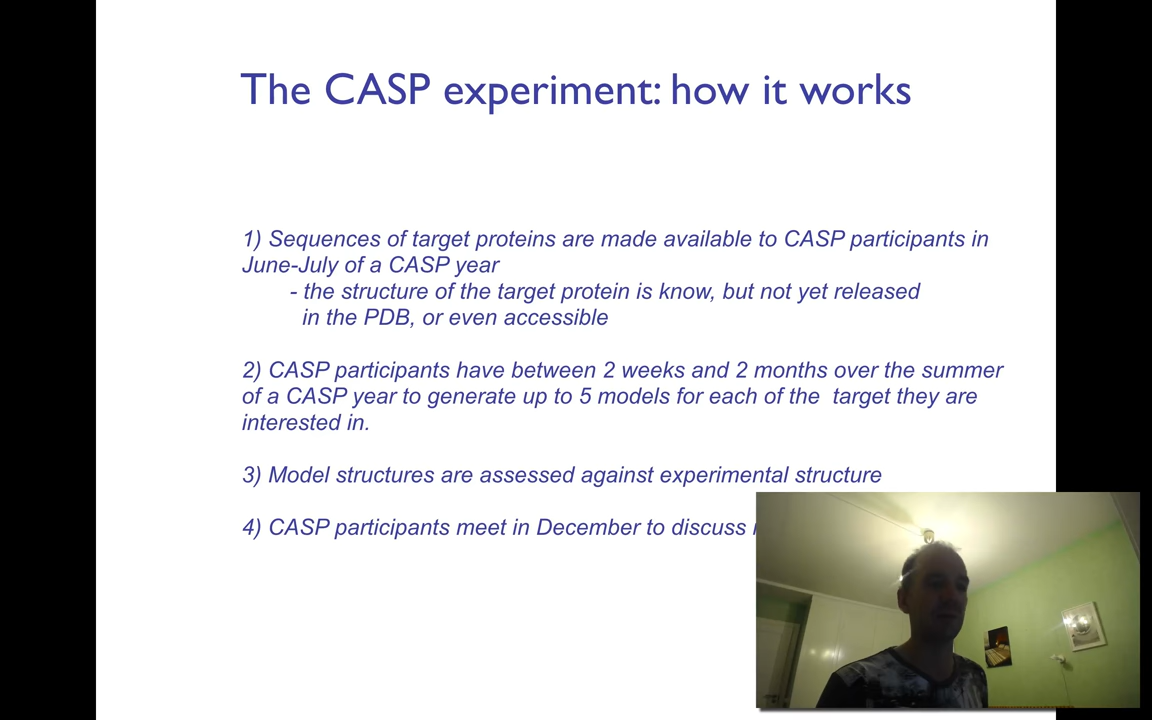 The CASP experiment: how it works
1) Sequences of target proteins are made available to CASP participants in
June-July of a CASP year
- the structure of the target protein is know, but not yet released
in the PDB, or even accessible
2) CASP participants have between 2 weeks and 2 months over the summer
of a CASP year to generate up to 5 models for each of the target they are
interested in.
3) Model structures are assessed against experimental structure
4) CASP participants meet in December to discuss